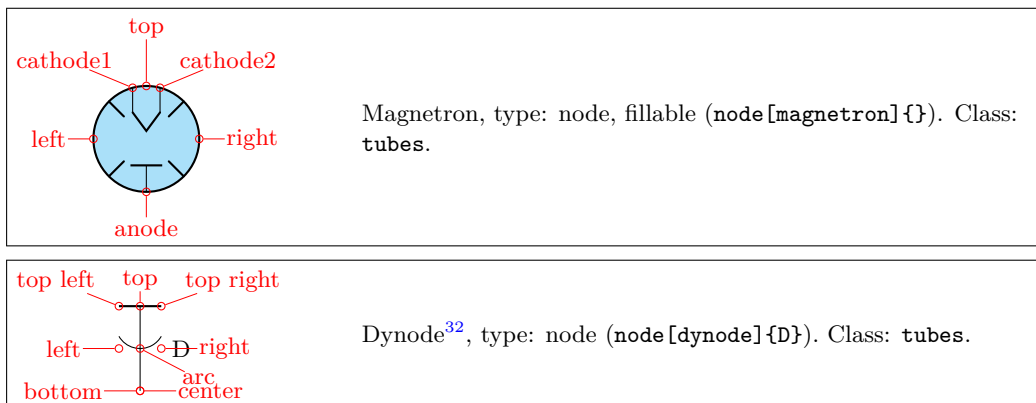 top
cathode1 cathode2
Magnetron, type: node, fillable (node[magnetron]{}). Class:
tubes.
left right
anode
top left top top right
Dynode32, type: node (node[dynode]{D}). Class: tubes.
left D right
arc
bottom center